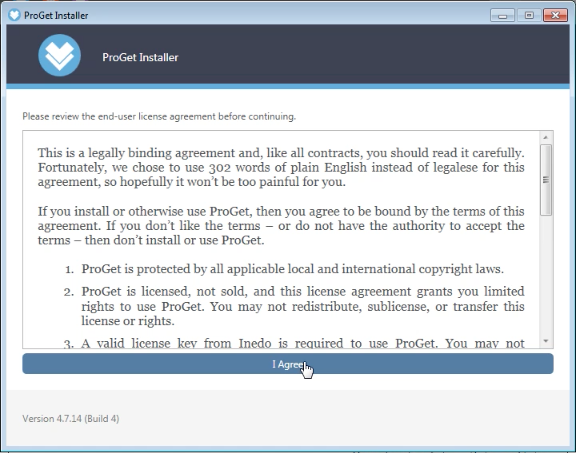 ProGet Installer
ProGet Installer
Please review the end-user license agreement before continuing.
This is a legally binding agreement and, like all contracts, you should read it carefully.
Fortunately, we chose to use 302 words of plain English instead of legalese for this
agreement, so hopefully it won't be too painful for you.
If you install or otherwise use ProGet, then you agree to be bound by the terms of this
agreement. If you don't like the terms – or do not have the authority to accept the
terms – then don't install or use ProGet.
1. ProGet is protected by all applicable local and international copyright laws.
2. ProGet is licensed, not sold, and this license agreement grants you limited
rights to use ProGet. You may not redistribute, sublicense, or transfer this
license or rights.
3. A valid license key from Inedo is required to use ProGet. You may not
I Agree
Version 4.7.14 (Build 4)